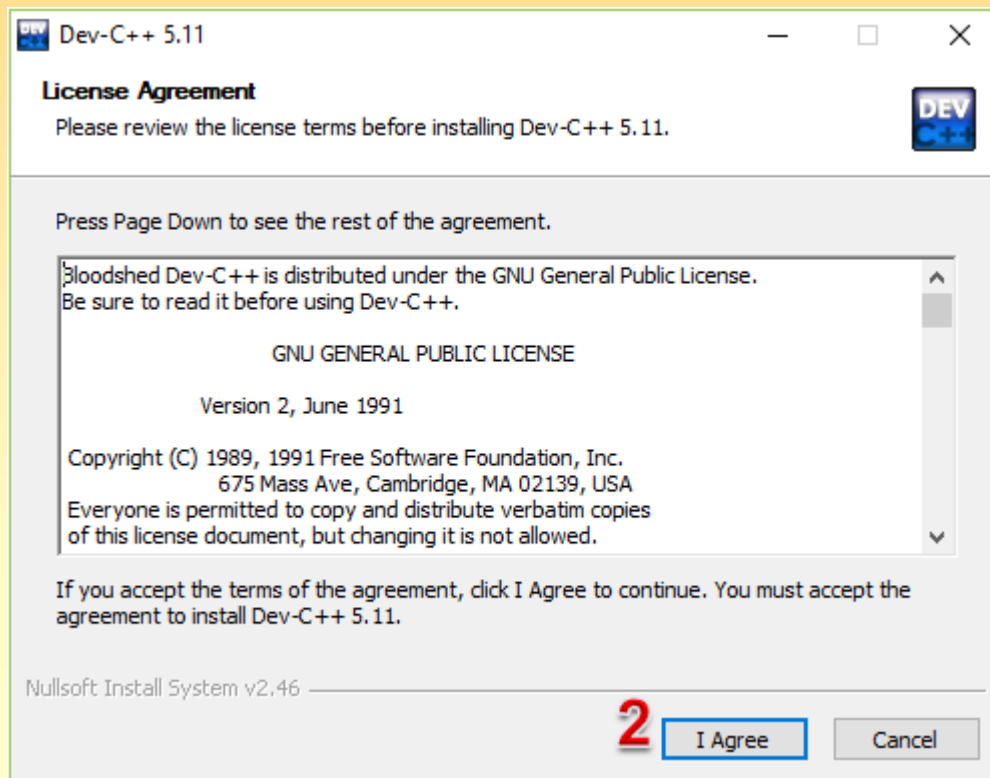 DEV C++ Dev-C++ 5.11
License Agreement
Please review the license terms before installing Dev-C++ 5.11.
DEV
C++
Press Page Down to see the rest of the agreement.
Bloodshed Dev-C++ is distributed under the GNU General Public License.
Be sure to read it before using Dev-C++.
GNU GENERAL PUBLIC LICENSE
Version 2, June 1991
Copyright (C) 1989, 1991 Free Software Foundation, Inc.
675 Mass Ave, Cambridge, MA 02139, USA
Everyone is permitted to copy and distribute verbatim copies
of this license document, but changing it is not allowed.
If you accept the terms of the agreement, click I Agree to continue. You must accept the
agreement to install Dev-C++ 5.11.
Nullsoft Install System v2.46
2 I Agree Cancel